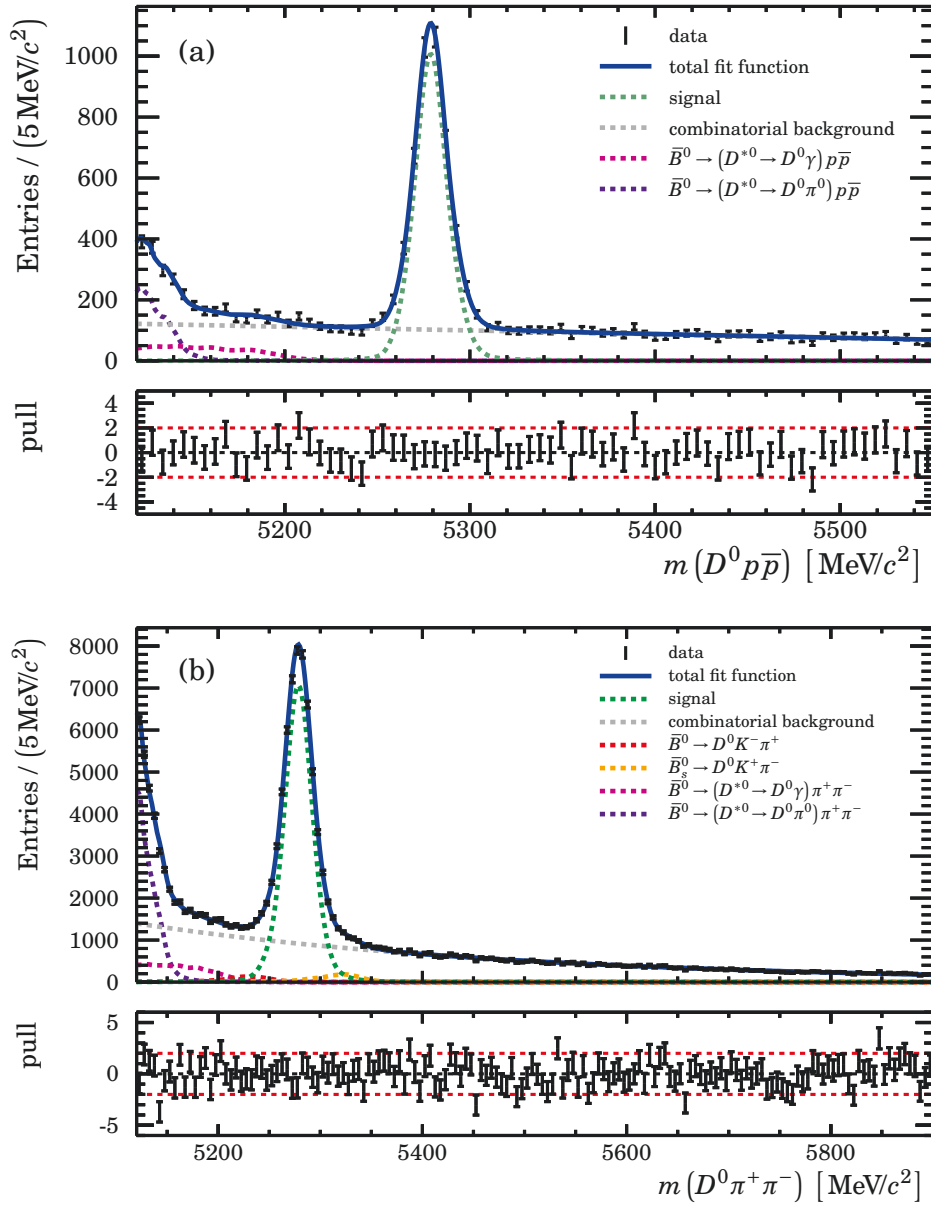 (a)
data
total fit function
signal
combinatorial background
B̅⁰ → (D*⁰ → D⁰γ) pp̅
B̅⁰ → (D*⁰ → D⁰π⁰) pp̅
Entries / (5 MeV/c²)
1000
800
600
400
200
0
pull
4
2
0
-2
-4
5200 5300 5400 5500
m (D⁰pp̅) [MeV/c²]
(b)
data
total fit function
signal
combinatorial background
B̅⁰ → D⁰K⁻π⁺
B̅ₛ⁰ → D⁰K⁺π⁻
B̅⁰ → (D*⁰ → D⁰γ) π⁺π⁻
B̅⁰ → (D*⁰ → D⁰π⁰) π⁺π⁻
Entries / (5 MeV/c²)
8000
7000
6000
5000
4000
3000
2000
1000
0
pull
5
0
-5
5200 5400 5600 5800
m (D⁰π⁺π⁻) [MeV/c²]